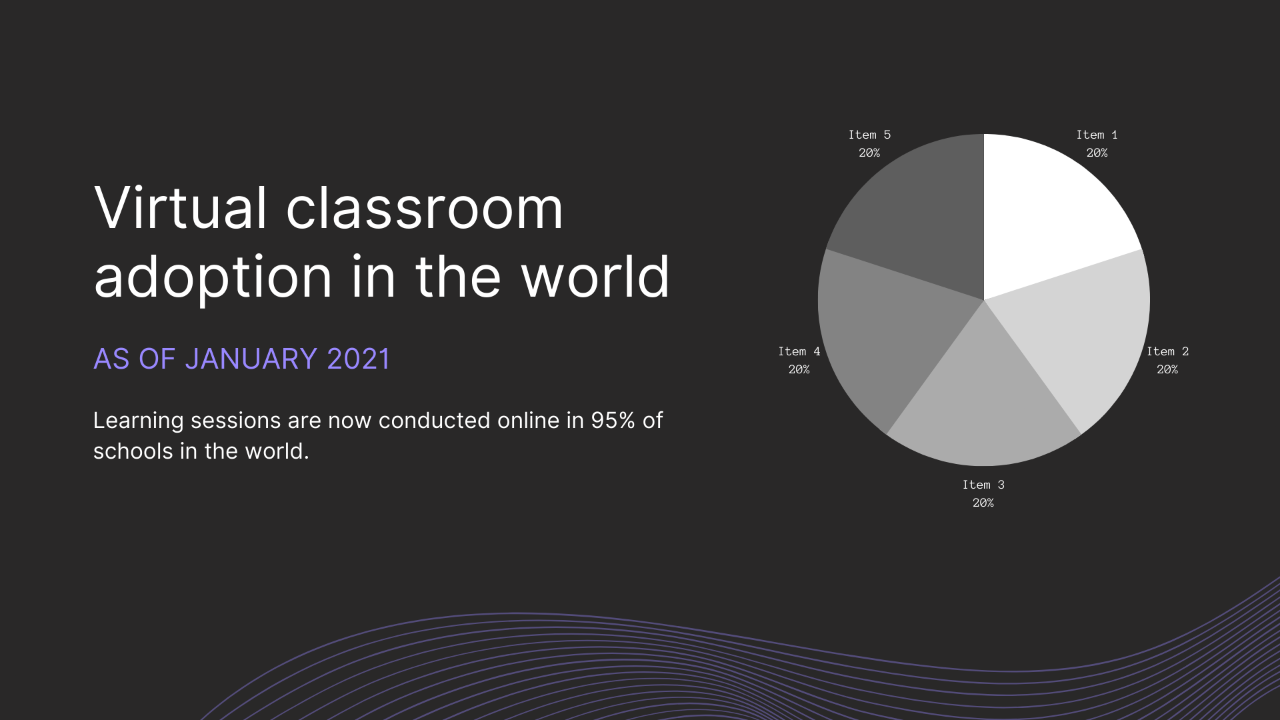 Virtual classroom
adoption in the world
AS OF JANUARY 2021
Learning sessions are now conducted online in 95% of
schools in the world.
Item 5
20%
Item 1
20%
Item 4
20%
Item 2
20%
Item 3
20%